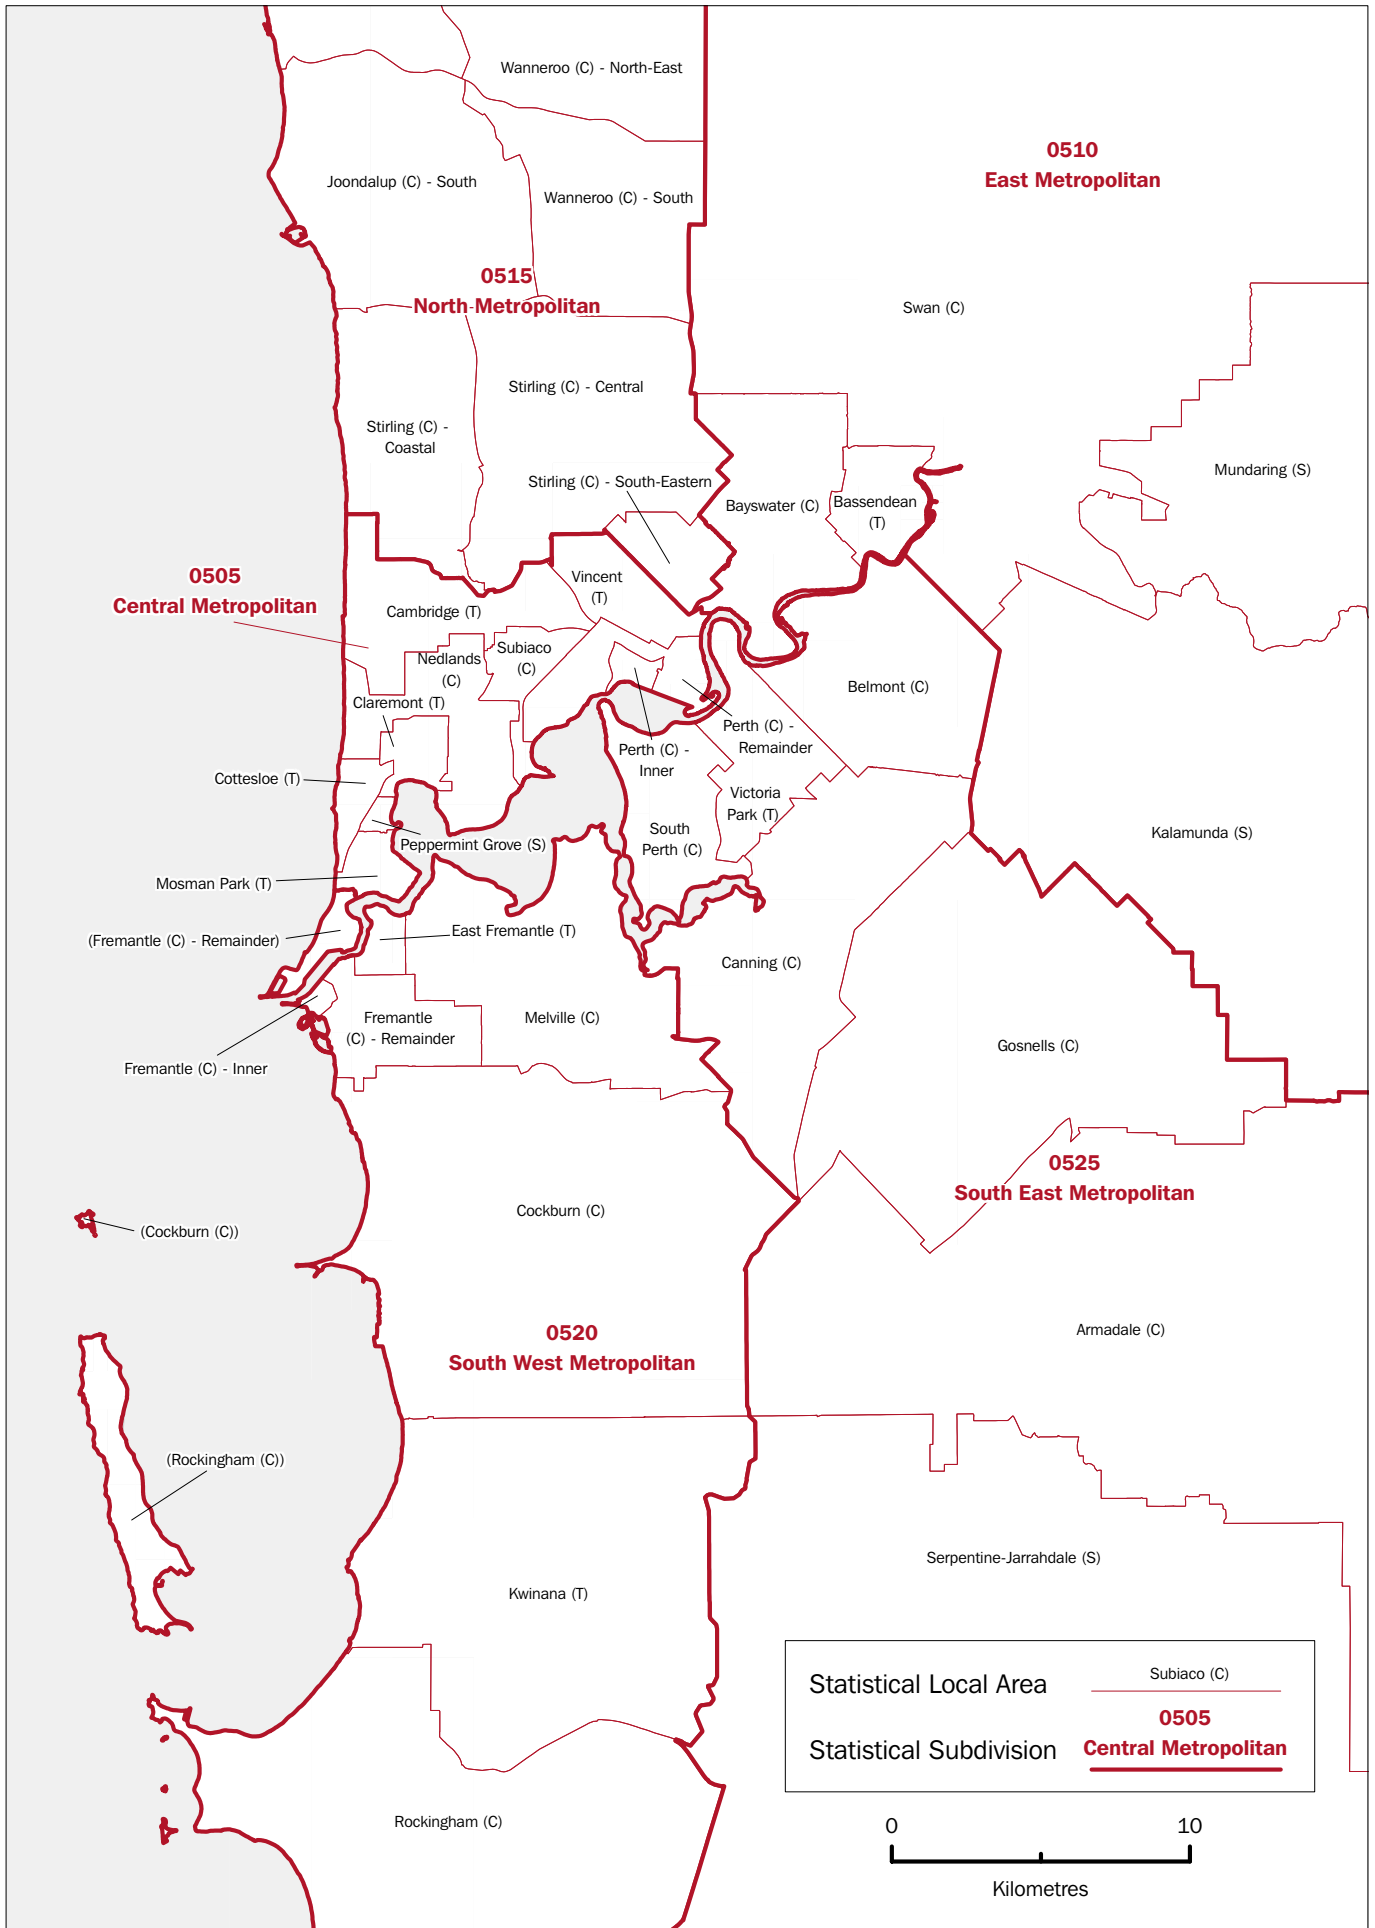 Wanneroo (C) - North-East
0510
East Metropolitan
Joondalup (C) - South
Wanneroo (C) - South
0515
North Metropolitan
Swan (C)
Stirling (C) - Central
Stirling (C) -
Coastal
Mundaring (S)
Stirling (C) - South-Eastern
Bayswater (C)
Bassendean
(T)
0505
Central Metropolitan
Vincent
(T)
Cambridge (T)
Subiaco
(C)
Nedlands
(C)
Belmont (C)
Claremont (T)
Perth (C) -
Remainder
Perth (C) -
Inner
Cottesloe (T)
Victoria
Park (T)
South
Perth (C)
Kalamunda (S)
Peppermint Grove (S)
Mosman Park (T)
East Fremantle (T)
(Fremantle (C) - Remainder)
Canning (C)
Fremantle
(C) - Remainder
Melville (C)
Gosnells (C)
Fremantle (C) - Inner
0525
South East Metropolitan
Cockburn (C)
(Cockburn (C))
0520
South West Metropolitan
Armadale (C)
(Rockingham (C))
Serpentine-Jarrahdale (S)
Kwinana (T)
Statistical Local Area
Subiaco (C)
Statistical Subdivision
0505
Central Metropolitan
Rockingham (C)
0 10
Kilometres